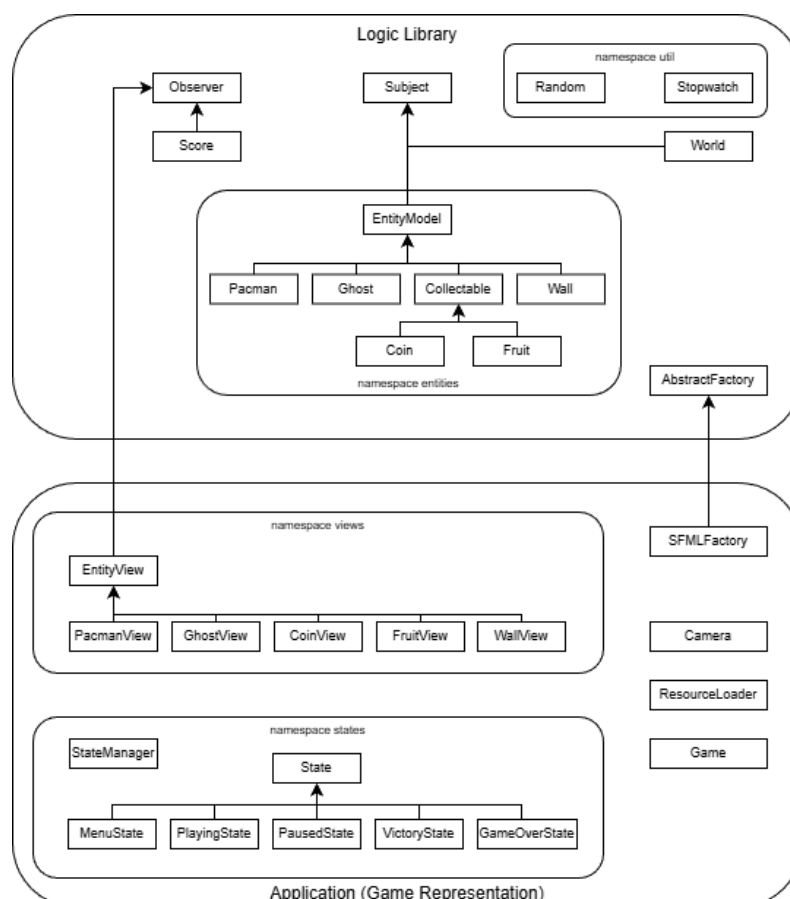 Logic Library
namespace util
Observer
Subject
Random
Stopwatch
Score
World
EntityModel
Pacman
Ghost
Collectable
Wall
Coin
Fruit
namespace entities
AbstractFactory
namespace views
SFMLFactory
EntityView
PacmanView
GhostView
CoinView
FruitView
WallView
Camera
ResourceLoader
namespace states
StateManager
State
Game
MenuState
PlayingState
PausedState
VictoryState
GameOverState
Application (Game Representation)